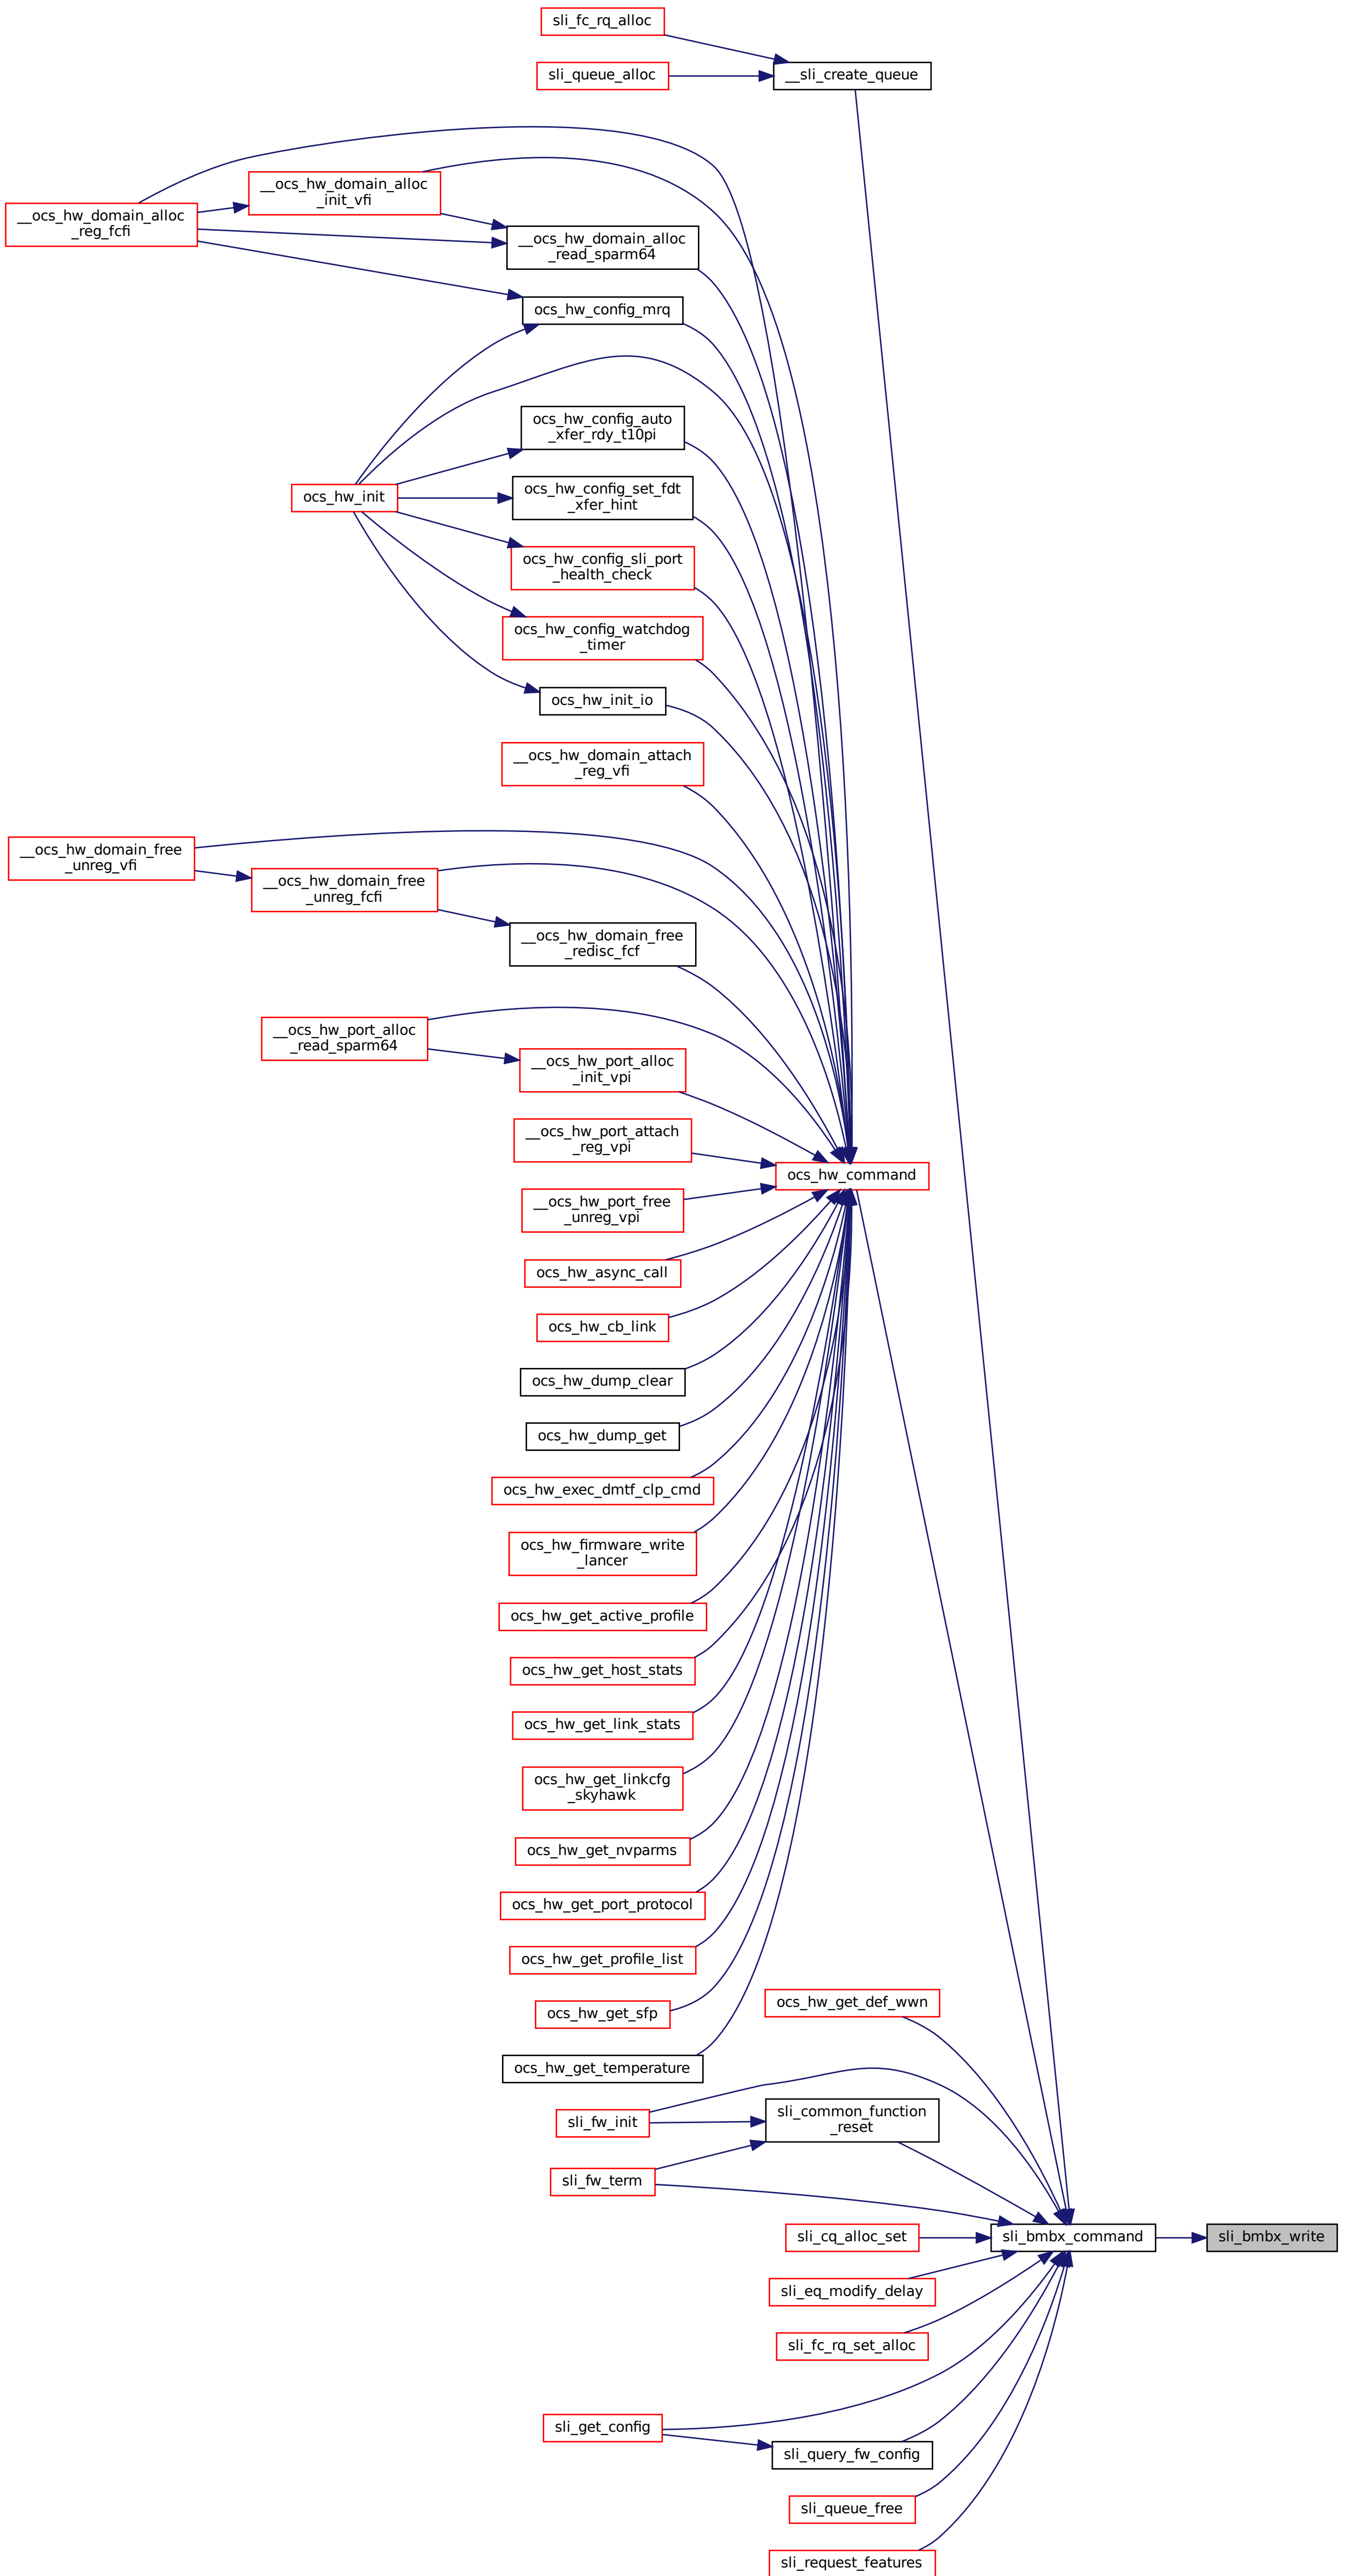 sli_fc_rq_alloc
sli_queue_alloc
__sli_create_queue
__ocs_hw_domain_alloc
_init_vfi
__ocs_hw_domain_alloc
_reg_fcfi
__ocs_hw_domain_alloc
_read_sparm64
ocs_hw_config_mrq
ocs_hw_config_auto
_xfer_rdy_t10pi
ocs_hw_init
ocs_hw_config_set_fdt
_xfer_hint
ocs_hw_config_sli_port
_health_check
ocs_hw_config_watchdog
_timer
ocs_hw_init_io
__ocs_hw_domain_attach
_reg_vfi
__ocs_hw_domain_free
_unreg_vfi
__ocs_hw_domain_free
_unreg_fcfi
__ocs_hw_domain_free
_redisc_fcf
__ocs_hw_port_alloc
_read_sparm64
__ocs_hw_port_alloc
_init_vpi
__ocs_hw_port_attach
_reg_vpi
ocs_hw_command
__ocs_hw_port_free
_unreg_vpi
ocs_hw_async_call
ocs_hw_cb_link
ocs_hw_dump_clear
ocs_hw_dump_get
ocs_hw_exec_dmtf_clp_cmd
ocs_hw_firmware_write
_lancer
ocs_hw_get_active_profile
ocs_hw_get_host_stats
ocs_hw_get_link_stats
ocs_hw_get_linkcfg
_skyhawk
ocs_hw_get_nvparms
ocs_hw_get_port_protocol
ocs_hw_get_profile_list
ocs_hw_get_def_wwn
ocs_hw_get_sfp
ocs_hw_get_temperature
sli_common_function
_reset
sli_fw_init
sli_fw_term
sli_cq_alloc_set
sli_bmbx_command
sli_bmbx_write
sli_eq_modify_delay
sli_fc_rq_set_alloc
sli_get_config
sli_query_fw_config
sli_queue_free
sli_request_features